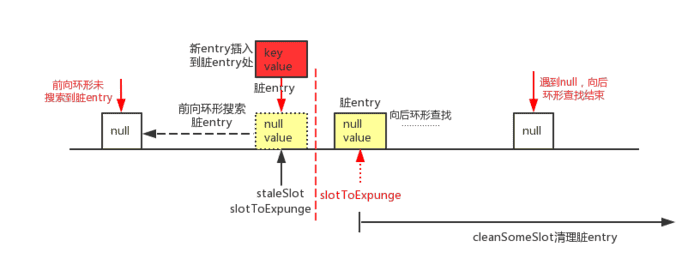 新entry插入
到脏entry处
key
value
脏entry
前向环形未
搜索到脏entry
null
前向环形搜索
脏entry
null
value
脏entry
null
value
向后环形查找
遇到null，向后
环形查找结束
null
staleSlot
slotToExpunge
slotToExpunge
cleanSomeSlot清理脏entry